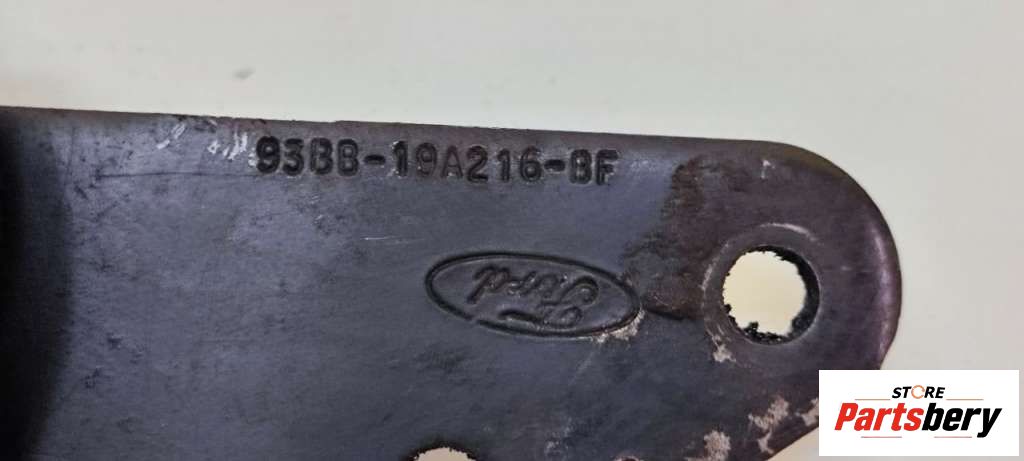 93BB-19A216-BF
Ford
STORE
Partsbery